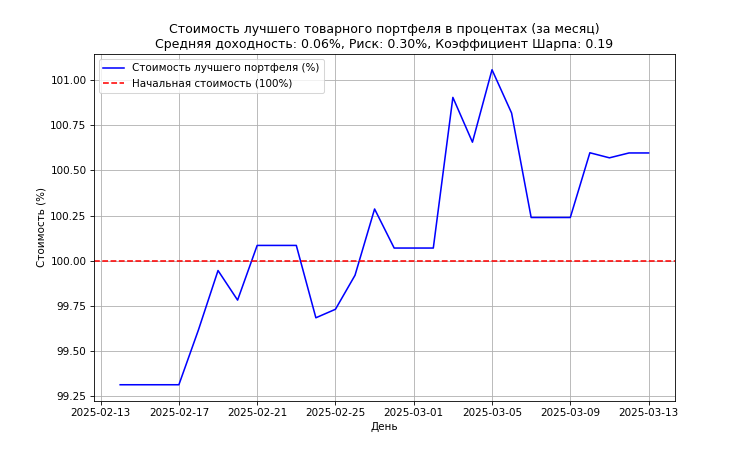 Стоимость лучшего товарного портфеля в процентах (за месяц)
Средняя доходность: 0.06%, Риск: 0.30%, Коэффициент Шарпа: 0.19
Стоимость лучшего портфеля (%)
Начальная стоимость (100%)
Стоимость (%)
101.00
100.75
100.50
100.25
100.00
99.75
99.50
99.25
2025-02-13 2025-02-17 2025-02-21 2025-02-25 2025-03-01 2025-03-05 2025-03-09 2025-03-13
День